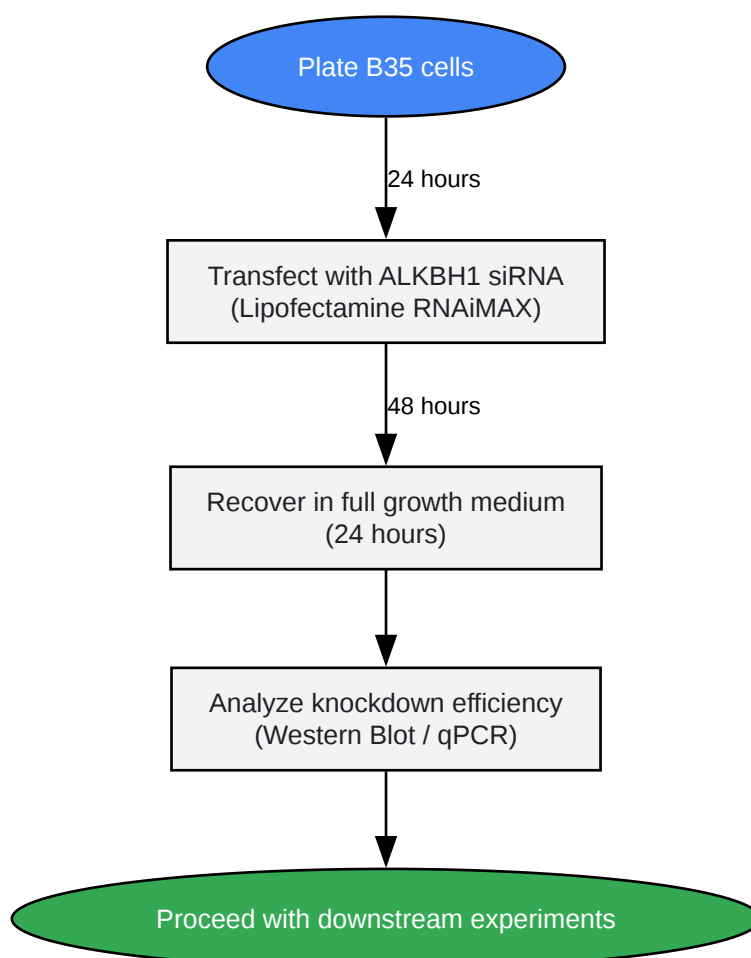 Plate B35 cells
24 hours
Transfect with ALKBH1 siRNA
(Lipofectamine RNAiMAX)
48 hours
Recover in full growth medium
(24 hours)
Analyze knockdown efficiency
(Western Blot / qPCR)
Proceed with downstream experiments